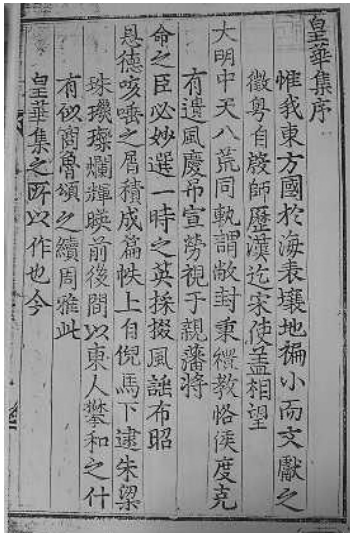 皇華集序
惟我東方國於海表壤地褊小而文獻之
徵粤自殷師歷漢迄宋使盖相望
大明中天八荒同軌謂敝封秉禮教恪侯度克
有遺風慶吊宣勞視于親藩將
命之臣必妙選一時之英採掇風謡布昭
恩德咳唾之屑積成篇帙上自倪馬下逮朱梁
珠璣璨爛輝暎前後間以東人攀和之什
有似商魯頌之續周雅此
皇華集之所以作也今